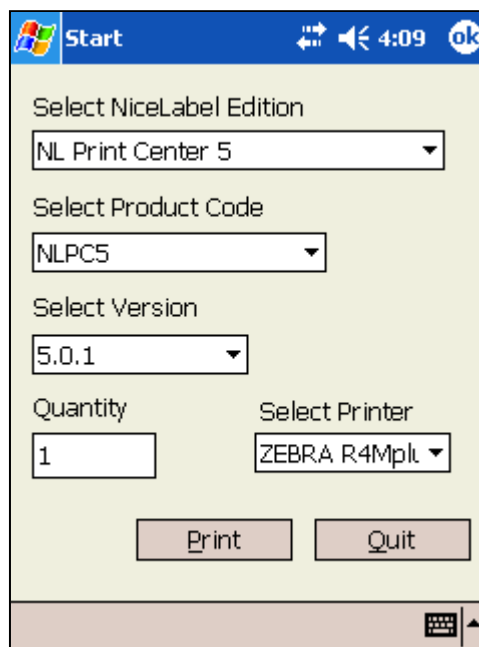 Start 4:09 ok
Select NiceLabel Edition
NL Print Center 5
Select Product Code
NLPC5
Select Version
5.0.1
Quantity Select Printer
1 ZEBRA R4Mplu
Print Quit